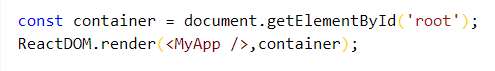 const container = document.getElementById('root');
ReactDOM.render(<MyApp />,container);